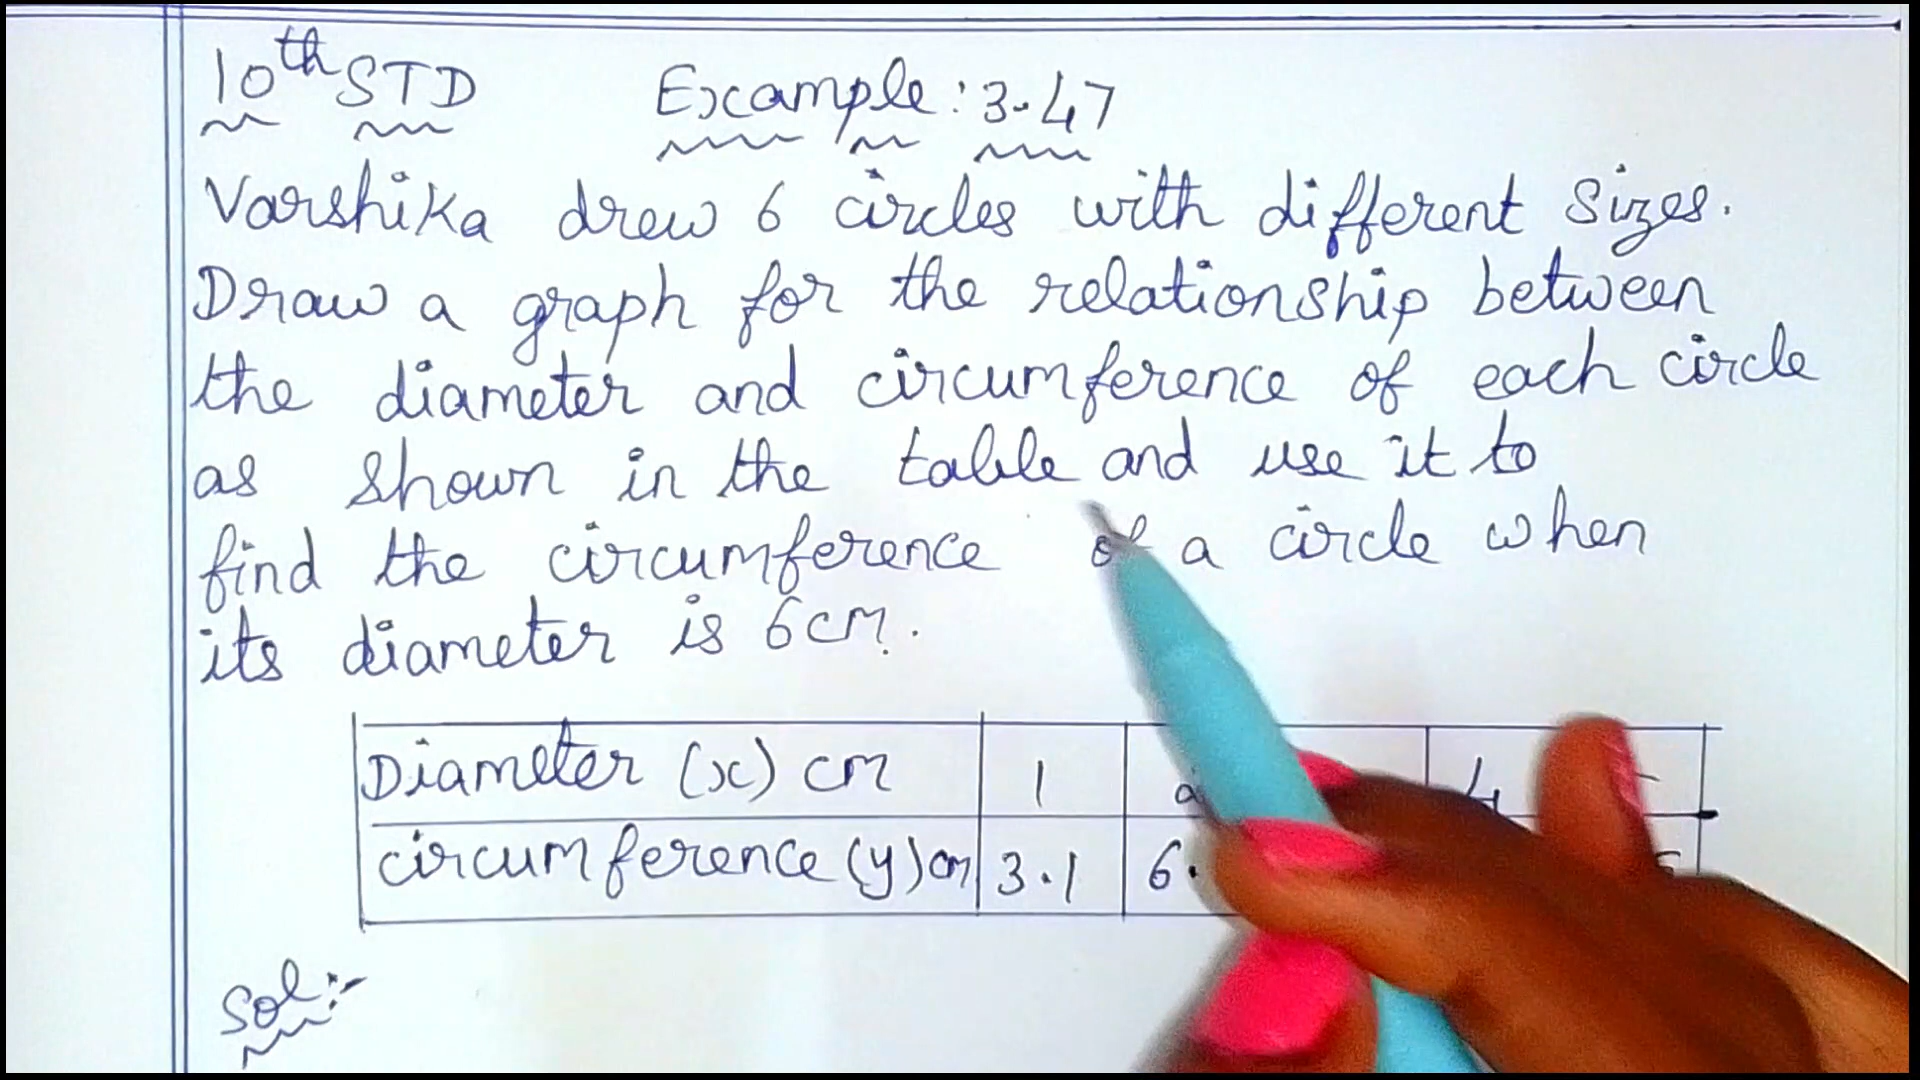 10th STD Example: 3.47
Varshika drew 6 circles with different sizes.
Draw a graph for the relationship between
the diameter and circumference of each circle
as shown in the table and use it to
find the circumference of a circle when
its diameter is 6cm.
Diameter (x) cm 1 4
circumference (y) cm 3.1 6.
Sol:-